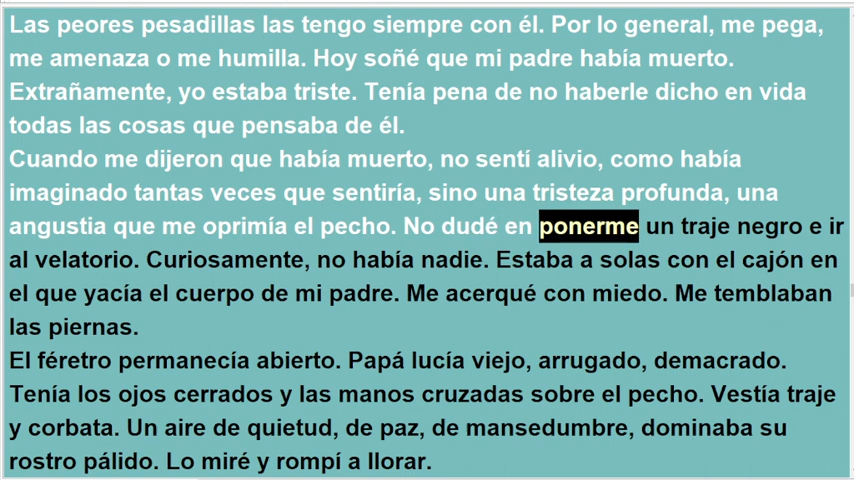 Las peores pesadillas las tengo siempre con él. Por lo general, me pega,
me amenaza o me humilla. Hoy soñé que mi padre había muerto.
Extrañamente, yo estaba triste. Tenía pena de no haberle dicho en vida
todas las cosas que pensaba de él.
Cuando me dijeron que había muerto, no sentí alivio, como había
imaginado tantas veces que sentiría, sino una tristeza profunda, una
angustia que me oprimía el pecho. No dudé en ponerme un traje negro e ir
al velatorio. Curiosamente, no había nadie. Estaba a solas con el cajón en
el que yacía el cuerpo de mi padre. Me acerqué con miedo. Me temblaban
las piernas.
El féretro permanecía abierto. Papá lucía viejo, arrugado, demacrado.
Tenía los ojos cerrados y las manos cruzadas sobre el pecho. Vestía traje
y corbata. Un aire de quietud, de paz, de mansedumbre, dominaba su
rostro pálido. Lo miré y rompí a llorar.